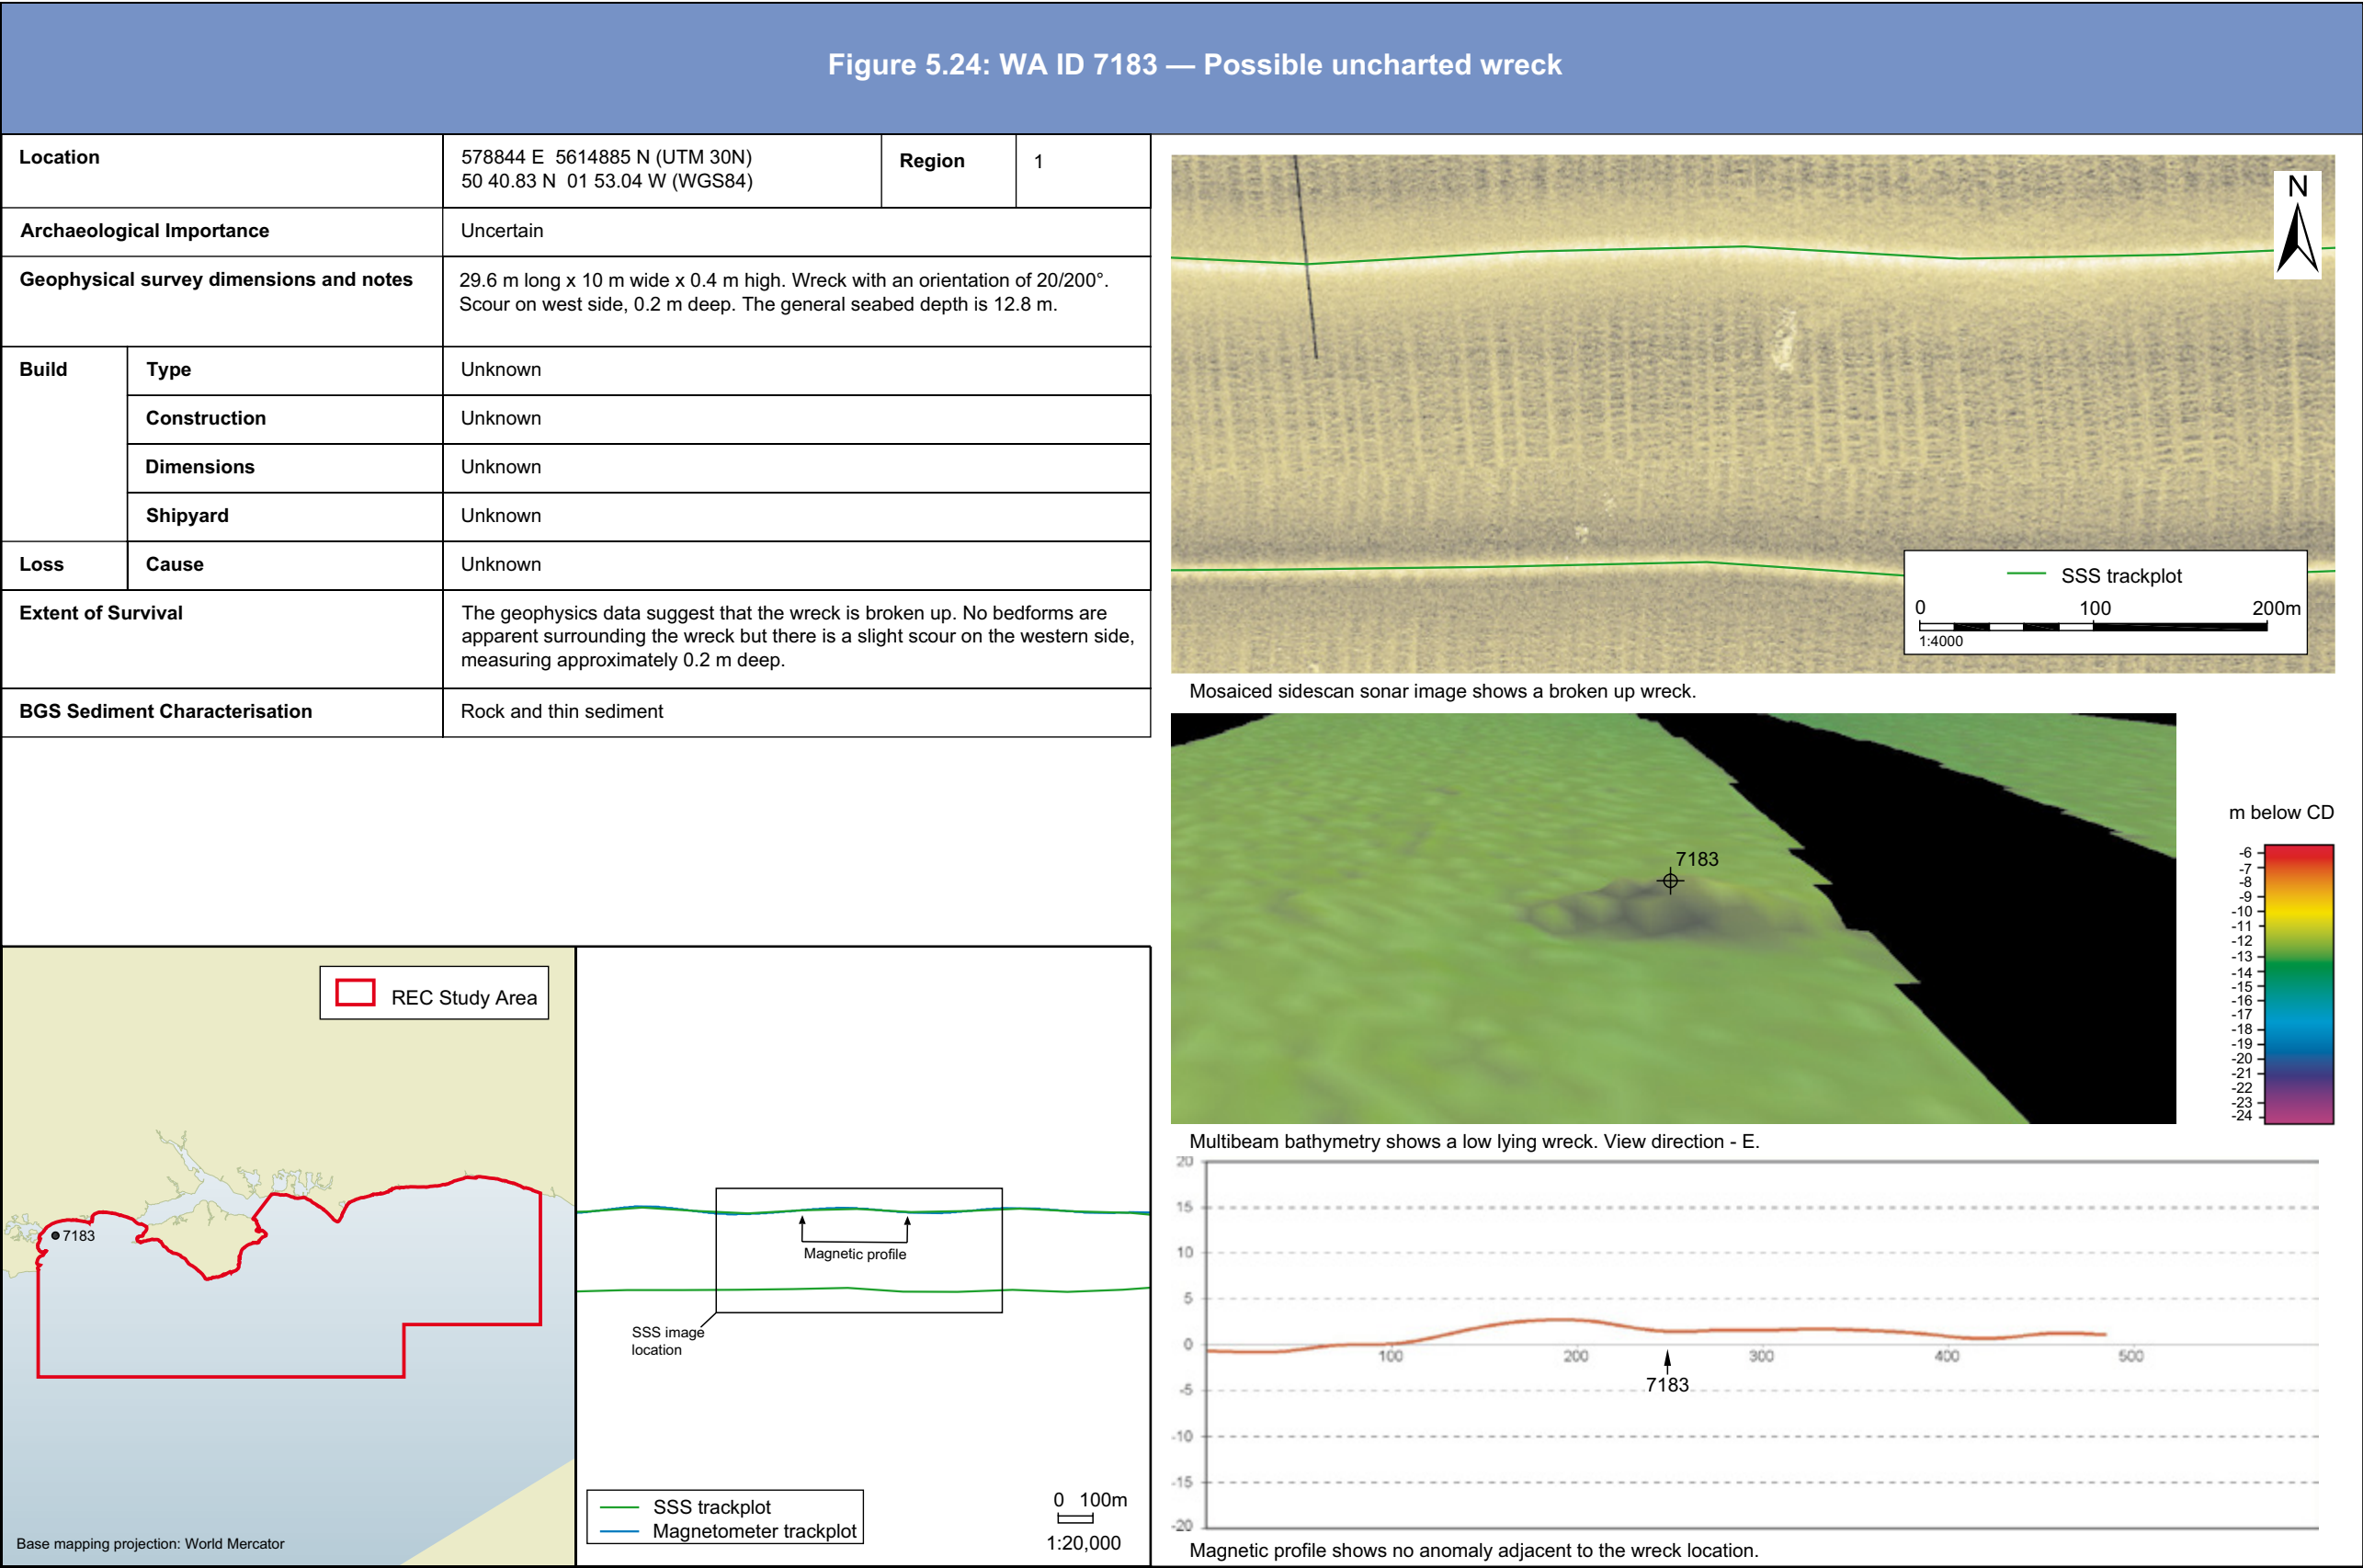 Figure 5.24: WA ID 7183 — Possible uncharted wreck
Location
578844 E 5614885 N (UTM 30N)
50 40.83 N 01 53.04 W (WGS84)
Region
1
Archaeological Importance
Uncertain
Geophysical survey dimensions and notes
29.6 m long x 10 m wide x 0.4 m high. Wreck with an orientation of 20/200°.
Scour on west side, 0.2 m deep. The general seabed depth is 12.8 m.
Build
Type
Unknown
Construction
Unknown
Dimensions
Unknown
Shipyard
Unknown
Loss
Cause
Unknown
Extent of Survival
The geophysics data suggest that the wreck is broken up. No bedforms are
apparent surrounding the wreck but there is a slight scour on the western side,
measuring approximately 0.2 m deep.
BGS Sediment Characterisation
Rock and thin sediment
REC Study Area
7183
Base mapping projection: World Mercator
Magnetic profile
SSS image
location
SSS trackplot
Magnetometer trackplot
0 100m
1:20,000
N
SSS trackplot
0 100 200m
1:4000
Mosaiced sidescan sonar image shows a broken up wreck.
7183
m below CD
-6
-7
-8
-9
-10
-11
-12
-13
-14
-15
-16
-17
-18
-19
-20
-21
-22
-23
-24
Multibeam bathymetry shows a low lying wreck. View direction - E.
20
15
10
5
0
100 200 300 400 500
7183
-5
-10
-15
-20
Magnetic profile shows no anomaly adjacent to the wreck location.